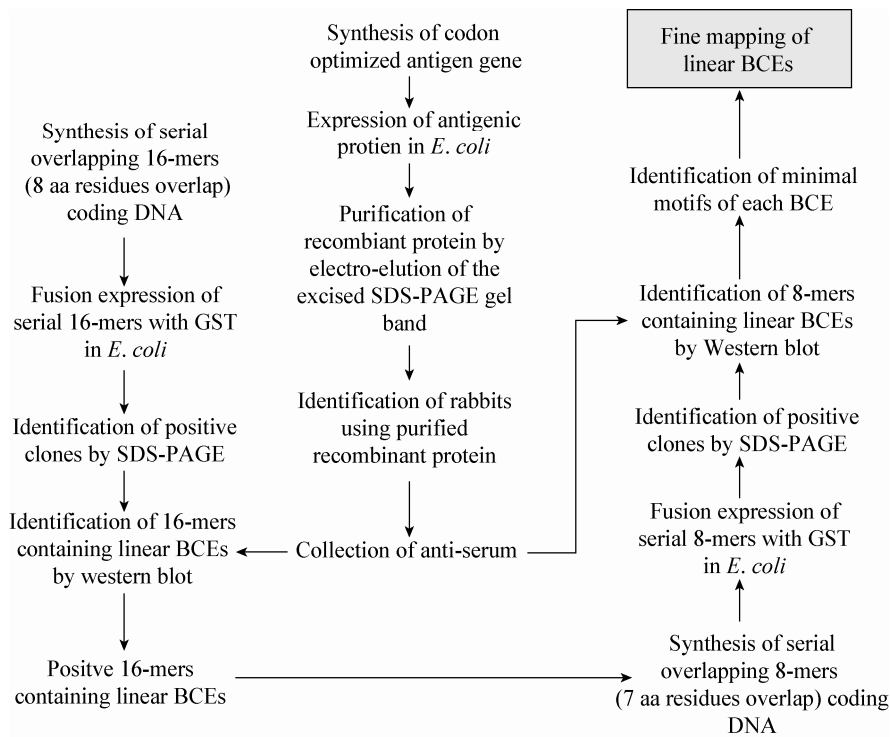 Synthesis of serial
overlapping 16-mers
(8 aa residues overlap)
coding DNA
Fusion expression of
serial 16-mers with GST
in E. coli
Identification of positive
clones by SDS-PAGE
Identification of 16-mers
containing linear BCEs
by western blot
Positve 16-mers
containing linear BCEs
Synthesis of codon
optimized antigen gene
Expression of antigenic
protien in E. coli
Purification of
recombiant protein by
electro-elution of the
excised SDS-PAGE gel
band
Identification of rabbits
using purified
recombinant protein
Collection of anti-serum
Fine mapping of
linear BCEs
Identification of minimal
motifs of each BCE
Identification of 8-mers
containing linear BCEs
by Western blot
Identification of positive
clones by SDS-PAGE
Fusion expression of
serial 8-mers with GST
in E. coli
Synthesis of serial
overlapping 8-mers
(7 aa residues overlap) coding
DNA